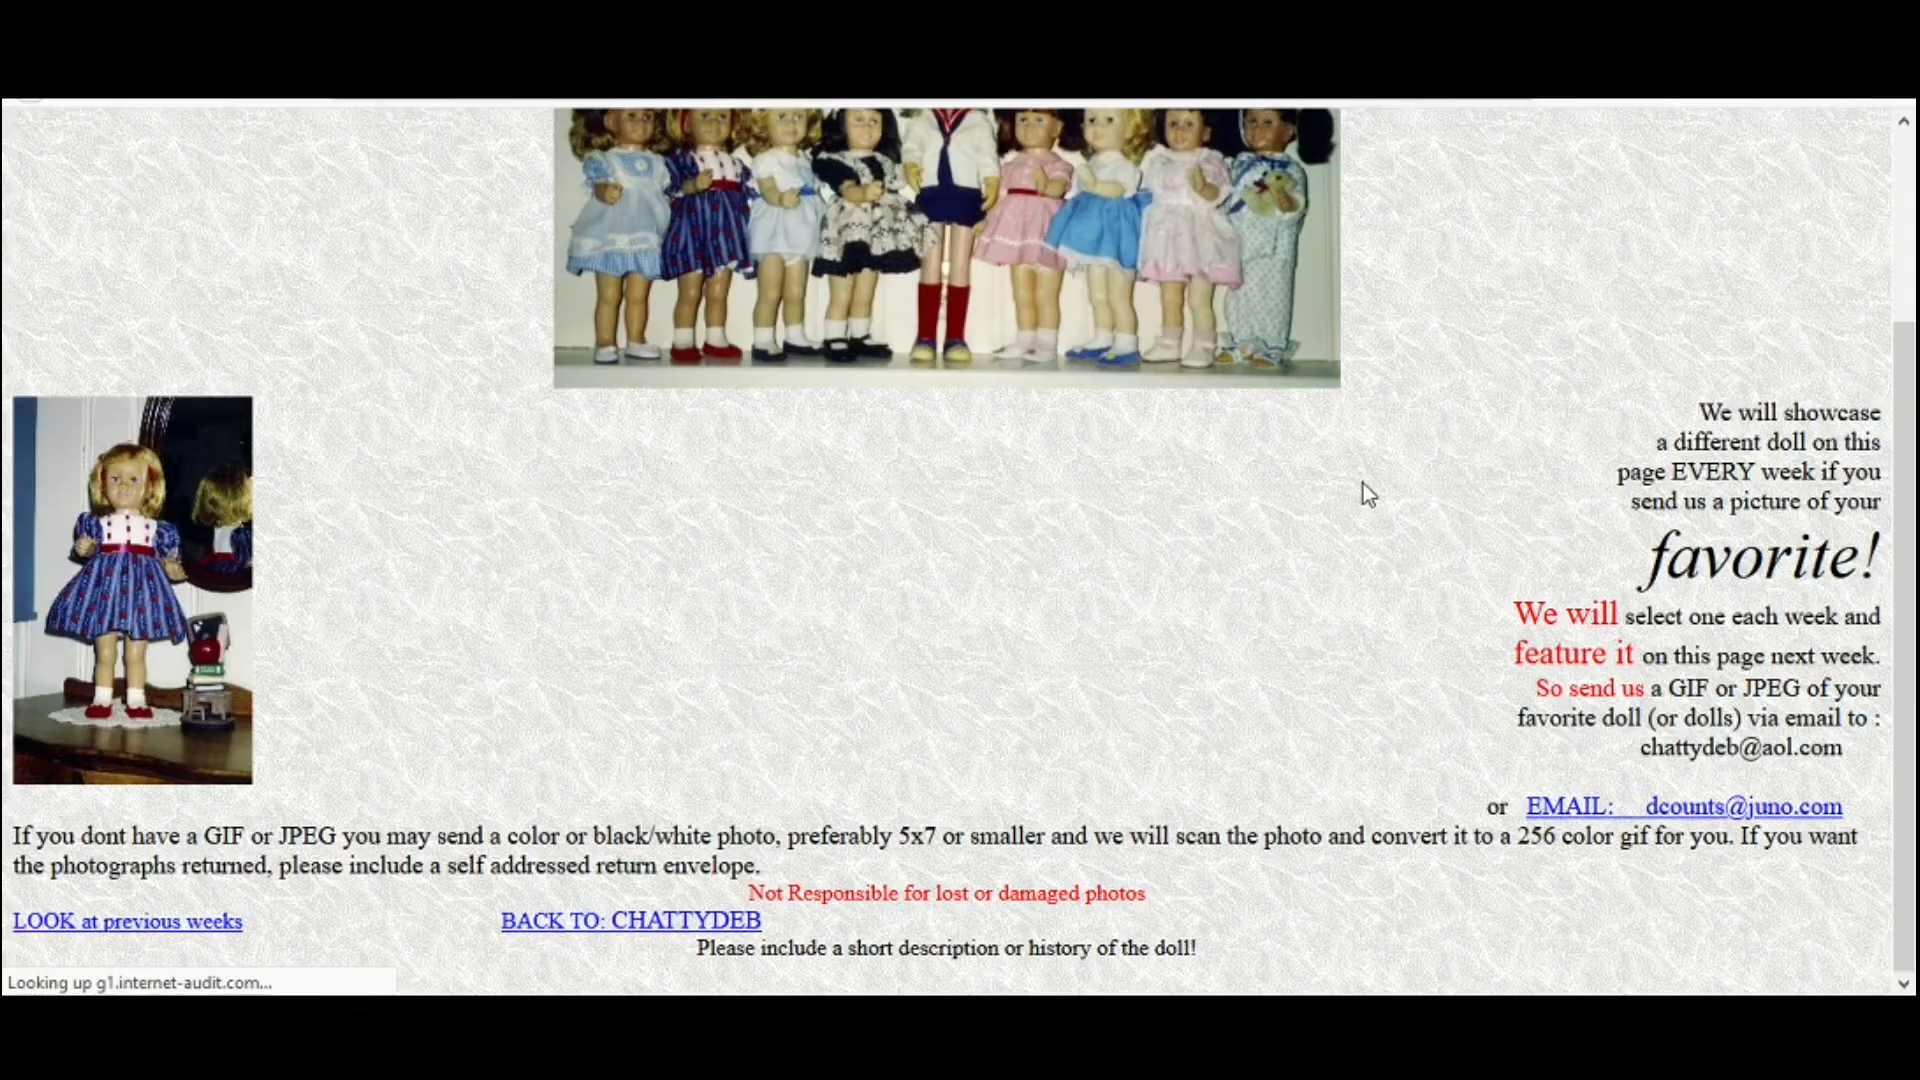 We will showcase
a different doll on this
page EVERY week if you
send us a picture of your
favorite!
We will select one each week and
feature it on this page next week.
So send us a GIF or JPEG of your
favorite doll (or dolls) via email to :
chattydeb@aol.com
or EMAIL: dcounts@juno.com
If you dont have a GIF or JPEG you may send a color or black/white photo, preferably 5x7 or smaller and we will scan the photo and convert it to a 256 color gif for you. If you want
the photographs returned, please include a self addressed return envelope.
Not Responsible for lost or damaged photos
LOOK at previous weeks BACK TO: CHATTYDEB
Please include a short description or history of the doll!
Looking up g1.internet-audit.com...